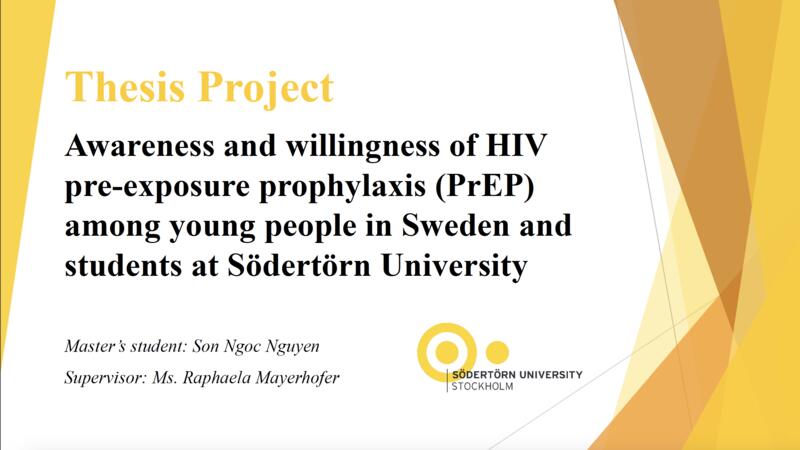 Thesis Project
Awareness and willingness of HIV
pre-exposure prophylaxis (PrEP)
among young people in Sweden and
students at Södertörn University
Master's student: Son Ngoc Nguyen
Supervisor: Ms. Raphaela Mayerhofer
SÖDERTÖRN UNIVERSITY
STOCKHOLM